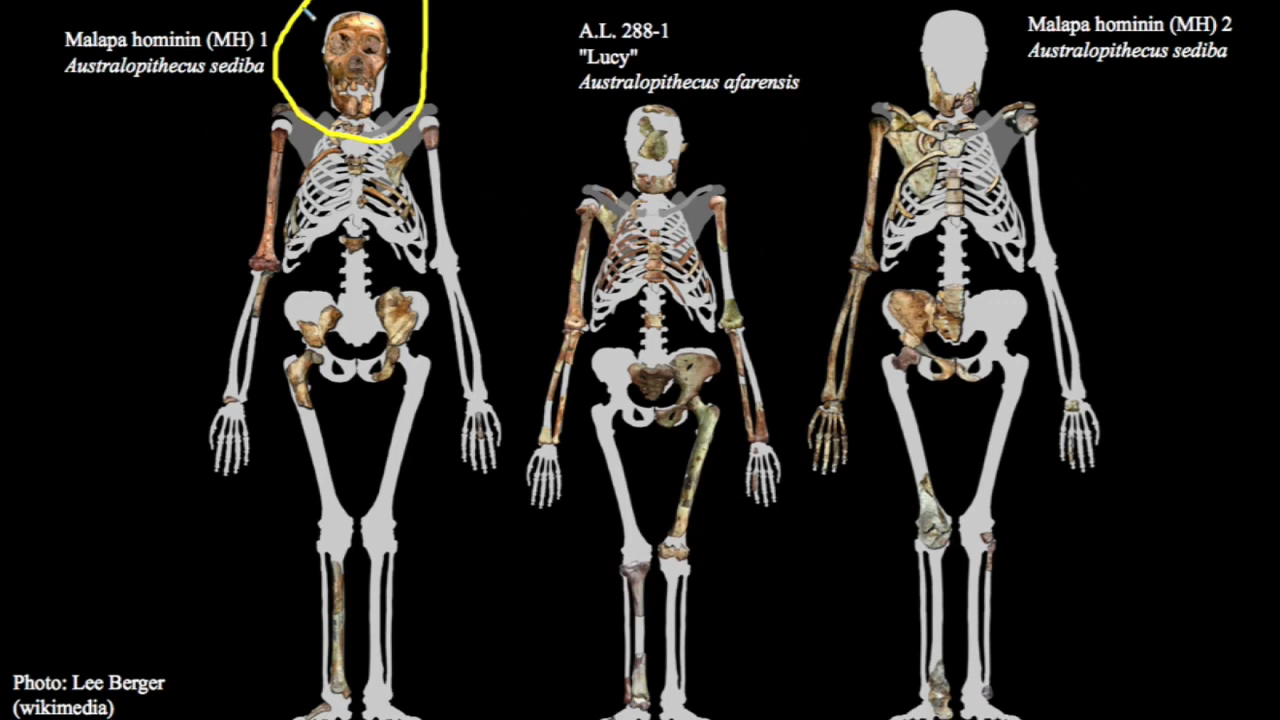 Malapa hominin (MH) 1
Australopithecus sediba
A.L. 288-1
"Lucy"
Australopithecus afarensis
Malapa hominin (MH) 2
Australopithecus sediba
Photo: Lee Berger
(wikimedia)